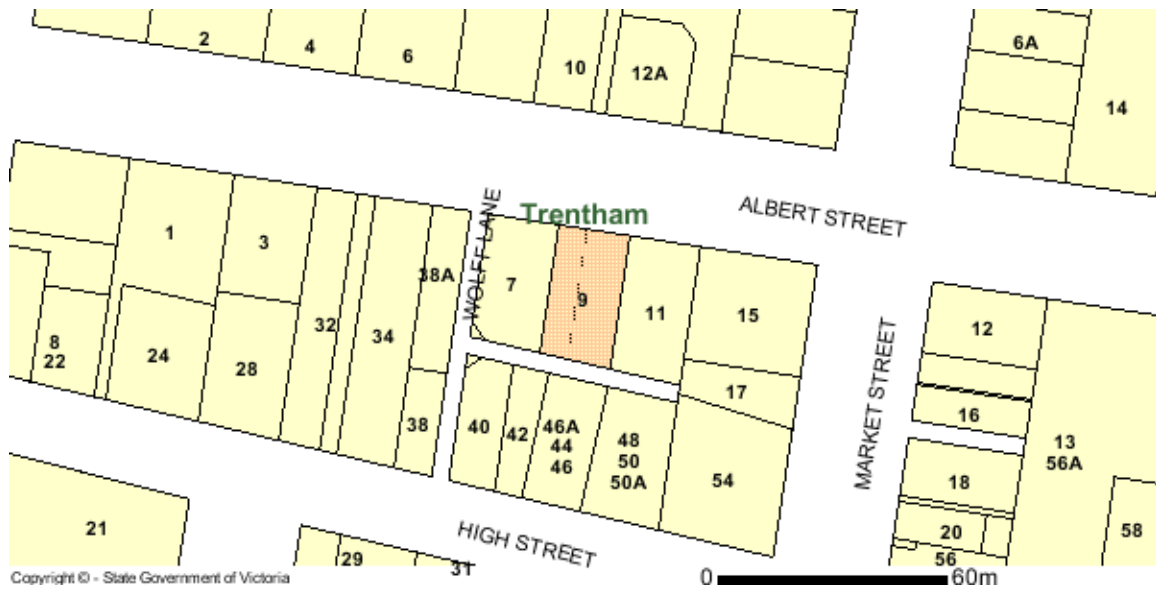 2
4
6
10
12A
6A
14
WOLFF LANE
Trentham
ALBERT STREET
1
3
38A
7
9
11
15
32
34
8
22
24
28
12
17
MARKET STREET
38
40
42
46A
44
46
48
50
50A
54
16
13
56A
18
20
56
58
21
HIGH STREET
29
31
Copyright © - State Government of Victoria
0
60m